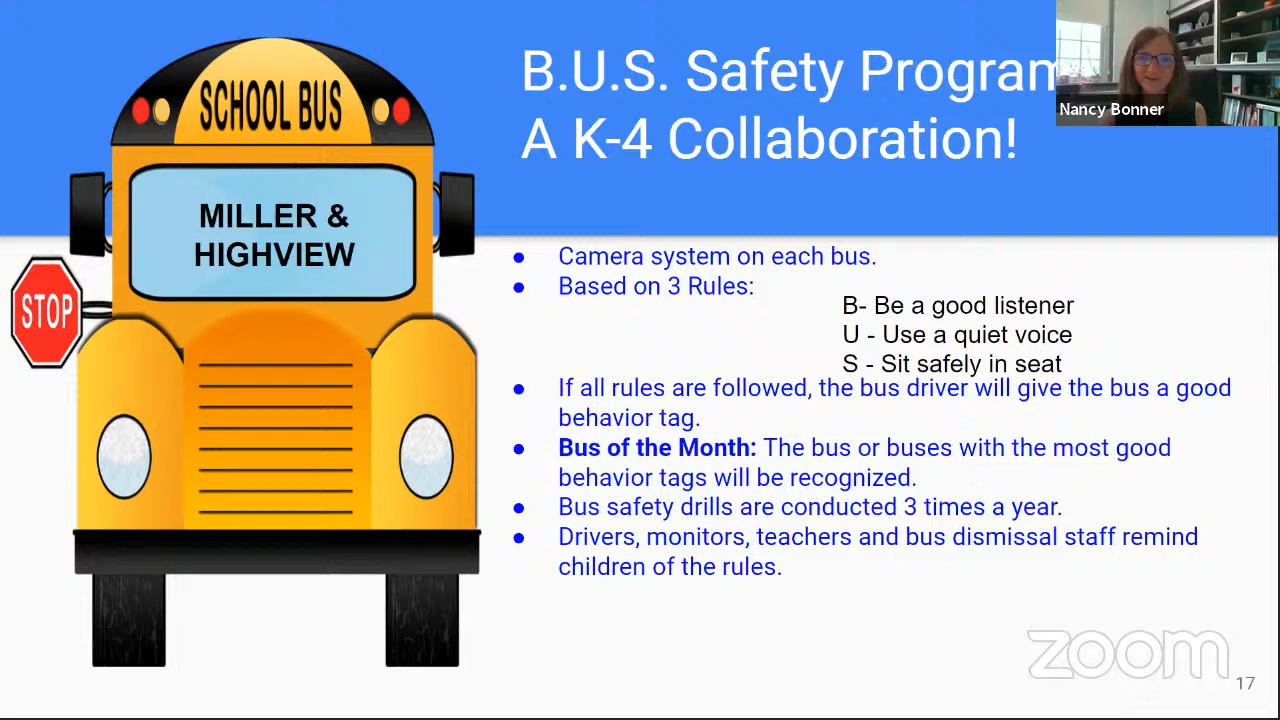 B.U.S. Safety Program
A K-4 Collaboration!
Nancy Bonner
SCHOOL BUS
MILLER &
HIGHVIEW
STOP
● Camera system on each bus.
● Based on 3 Rules:
B- Be a good listener
U - Use a quiet voice
S - Sit safely in seat
● If all rules are followed, the bus driver will give the bus a good
behavior tag.
● Bus of the Month: The bus or buses with the most good
behavior tags will be recognized.
● Bus safety drills are conducted 3 times a year.
● Drivers, monitors, teachers and bus dismissal staff remind
children of the rules.
zoom
17